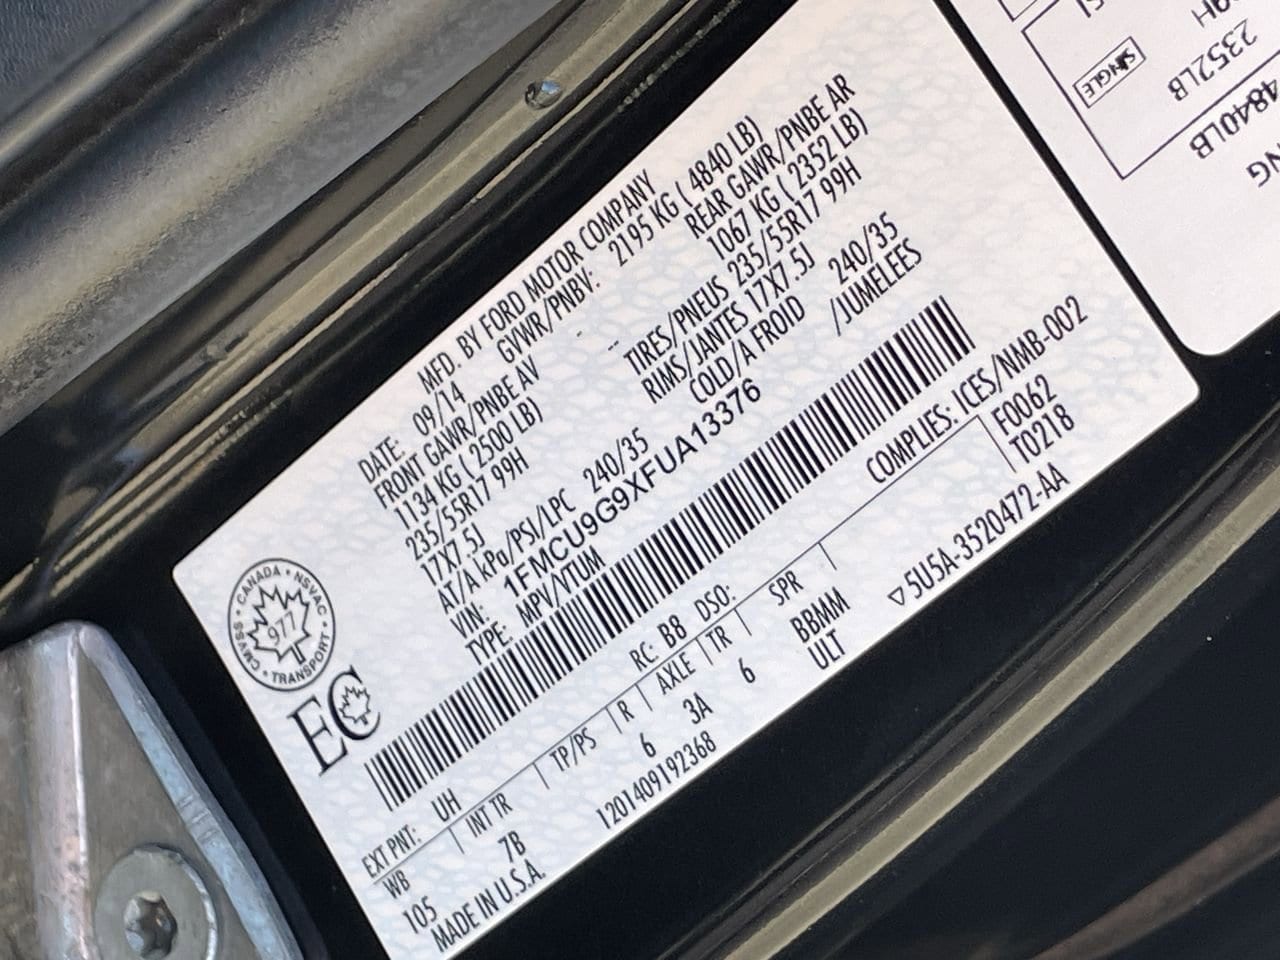 MFD. BY FORD MOTOR COMPANY
DATE: 09/14 GVWR/PNBV: 2195 KG ( 4840 LB)
FRONT GAWR/PNBE AV REAR GAWR/PNBE AR
1134 KG ( 2500 LB) -- 1067 KG ( 2352 LB)
235/55R17 99H TIRES/PNEUS 235/55R17 99H
17X7.5J RIMS/JANTES 17X7.5J
AT/A kPa/PSI/LPC 240/35 COLD/A FROID 240/35
VIN: 1FMCU9G9XFUA13376 /JUMELEES
TYPE: MPV/VTUM
CANADA • NSVAC • TRANSPORT • CMVSS
977
EC
COMPLIES: ICES/NMB-002
EXT PNT: UH RC: B8 DSO: F0062
WB INT TR TP/PS R AXLE TR SPR T0218
105 7B 6 3A 6 BBMM
MADE IN U.S.A. 1201409192368 ULT
5U5A-3520472-AA
SINGLE
2352LB
4840LB